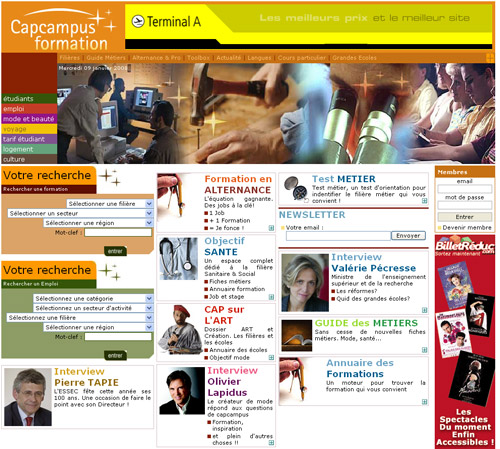 Capcampus
formation
Terminal A
Les meilleurs prix et le meilleur site
Filières | Guide Métiers | Alternance & Pro | Toolbox | Actualité | Langues | Cours particulier | Grandes Ecoles
Mercredi 09 janvier 2008
étudiants
emploi
mode et beauté
voyage
tarif étudiant
logement
culture
Votre recherche
Rechercher une formation
Sélectionner une filière
Sélectionner un secteur
Sélectionner une région
Mot-clef :
entrer
Votre recherche
Rechercher un Emploi
Sélectionnez une catégorie
Sélectionnez un secteur d'activité
Sélectionnez une filière
Sélectionnez une région
Mot-clef :
entrer
Interview
Pierre TAPIE
L'ESSEC fête cette année ses
100 ans. Une occasion de faire le
point avec son Directeur !
Formation en
ALTERNANCE
L'équation gagnante.
Des jobs à la clé!
1 Job
+ 1 Formation
= Je fonce !
Objectif
SANTE
Un espace complet
dédié à la filière
Sanitaire & Social
Fiches métiers
Annuaire formation
Job et stage
CAP sur
L'ART
Dossier ART et
Création. Les filières et les
écoles
Annuaire des écoles
Objectif mode
Interview
Olivier
Lapidus
Le créateur de mode
répond aux questions de
capcampus
Formation,
inspiration
et plein d'autres
choses !!
Test METIER
Test métier, un test d'orientation pour
identifier le filière métier qui vous
convient !
NEWSLETTER
Votre email :
Envoyer
Interview
Valérie Pécresse
Ministre de l'enseignement
supérieur et de la recherche
Les réformes?
Quid des grandes écoles?
GUIDE des METIERS
Sans cesse de nouvelles fiches
métiers. Mode, santé...
Annuaire des
Formations
Un moteur pour trouver la
formation qui vous convient
Membres
email
mot de passe
Entrer
Devenir membre
BilletRéduc.com
Sortez maintenant
Les
Spectacles
Du moment
Enfin
Accessibles !